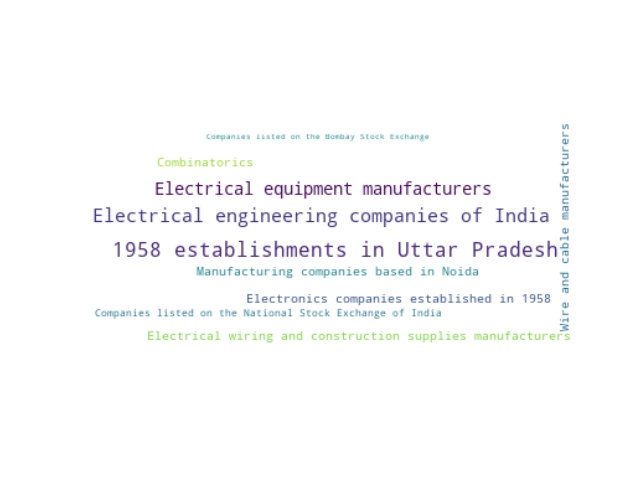 Companies listed on the Bombay Stock Exchange
Combinatorics
Electrical equipment manufacturers
Electrical engineering companies of India
1958 establishments in Uttar Pradesh
Manufacturing companies based in Noida
Electronics companies established in 1958
Companies listed on the National Stock Exchange of India
Electrical wiring and construction supplies manufacturers
Wire and cable manufacturers